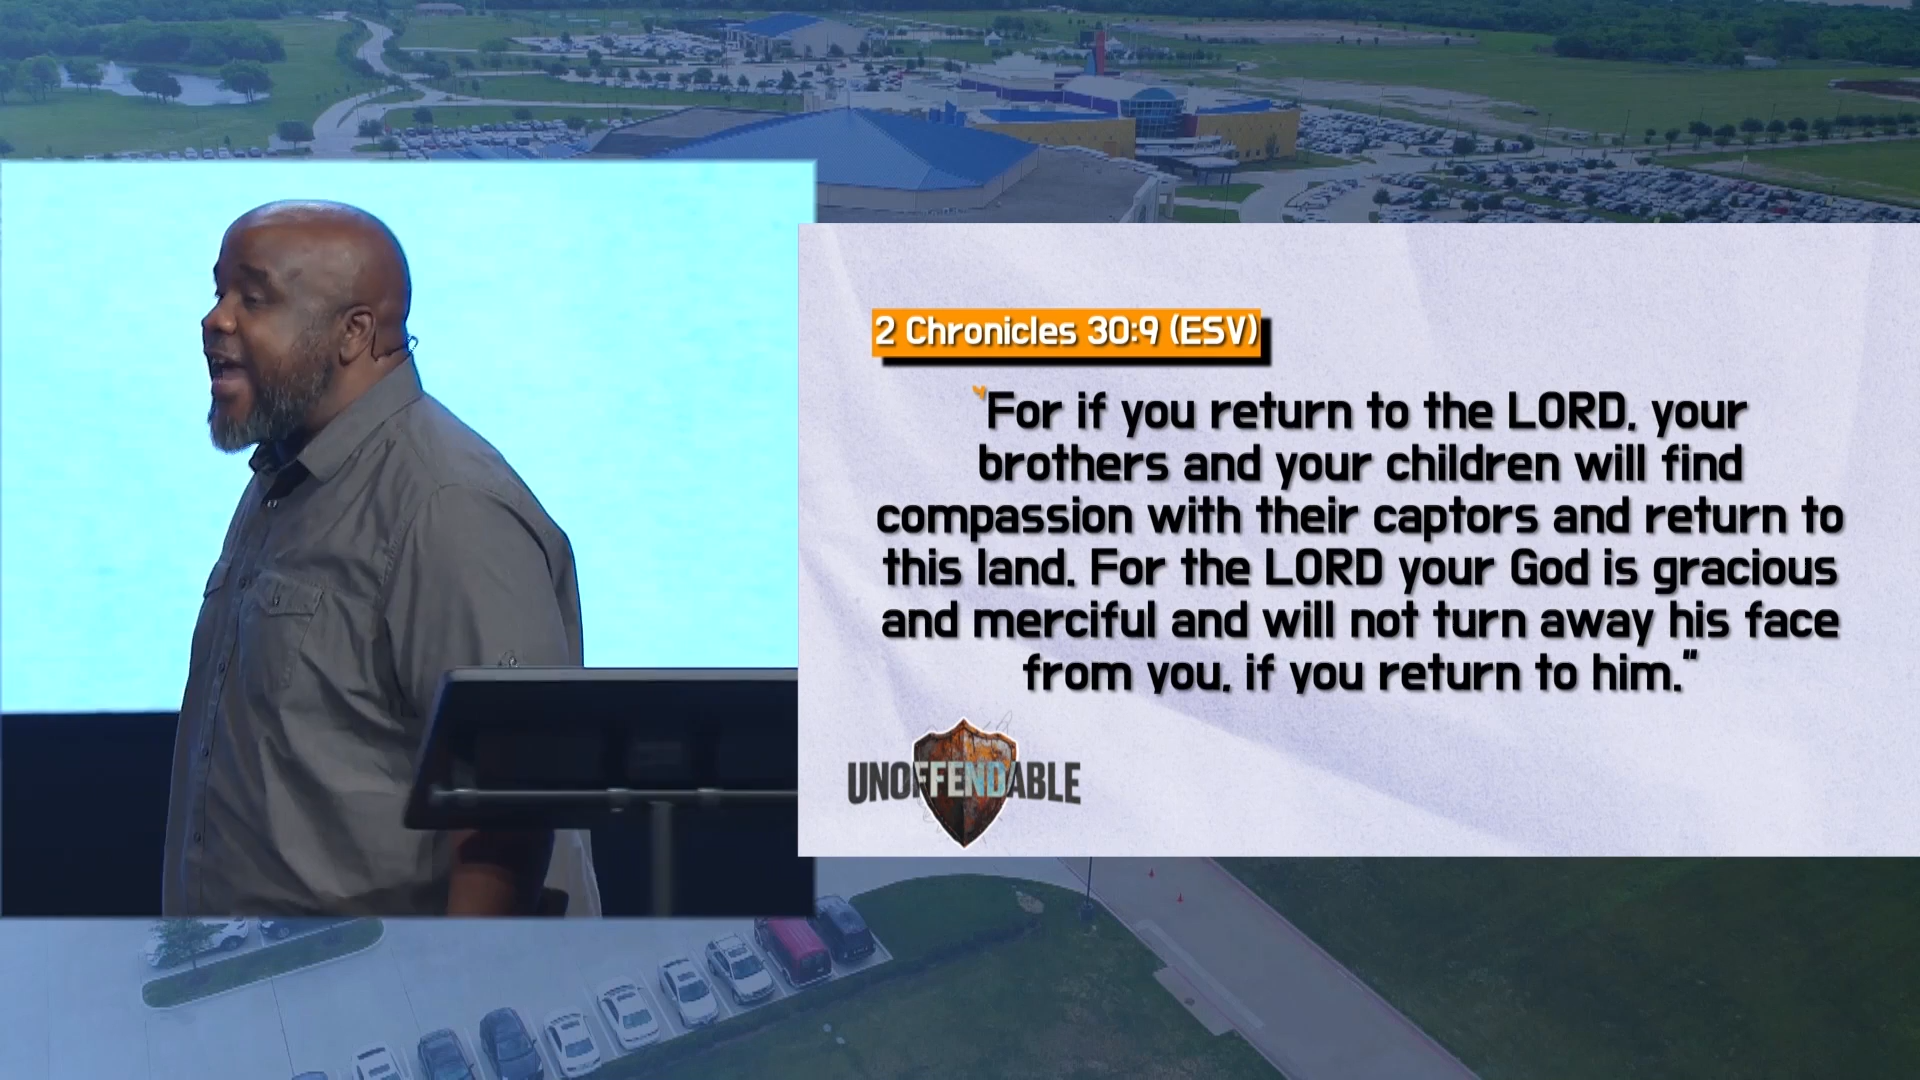 2 Chronicles 30:9 (ESV)
"For if you return to the LORD, your
brothers and your children will find
compassion with their captors and return to
this land. For the LORD your God is gracious
and merciful and will not turn away his face
from you, if you return to him."
UNOFFENDABLE